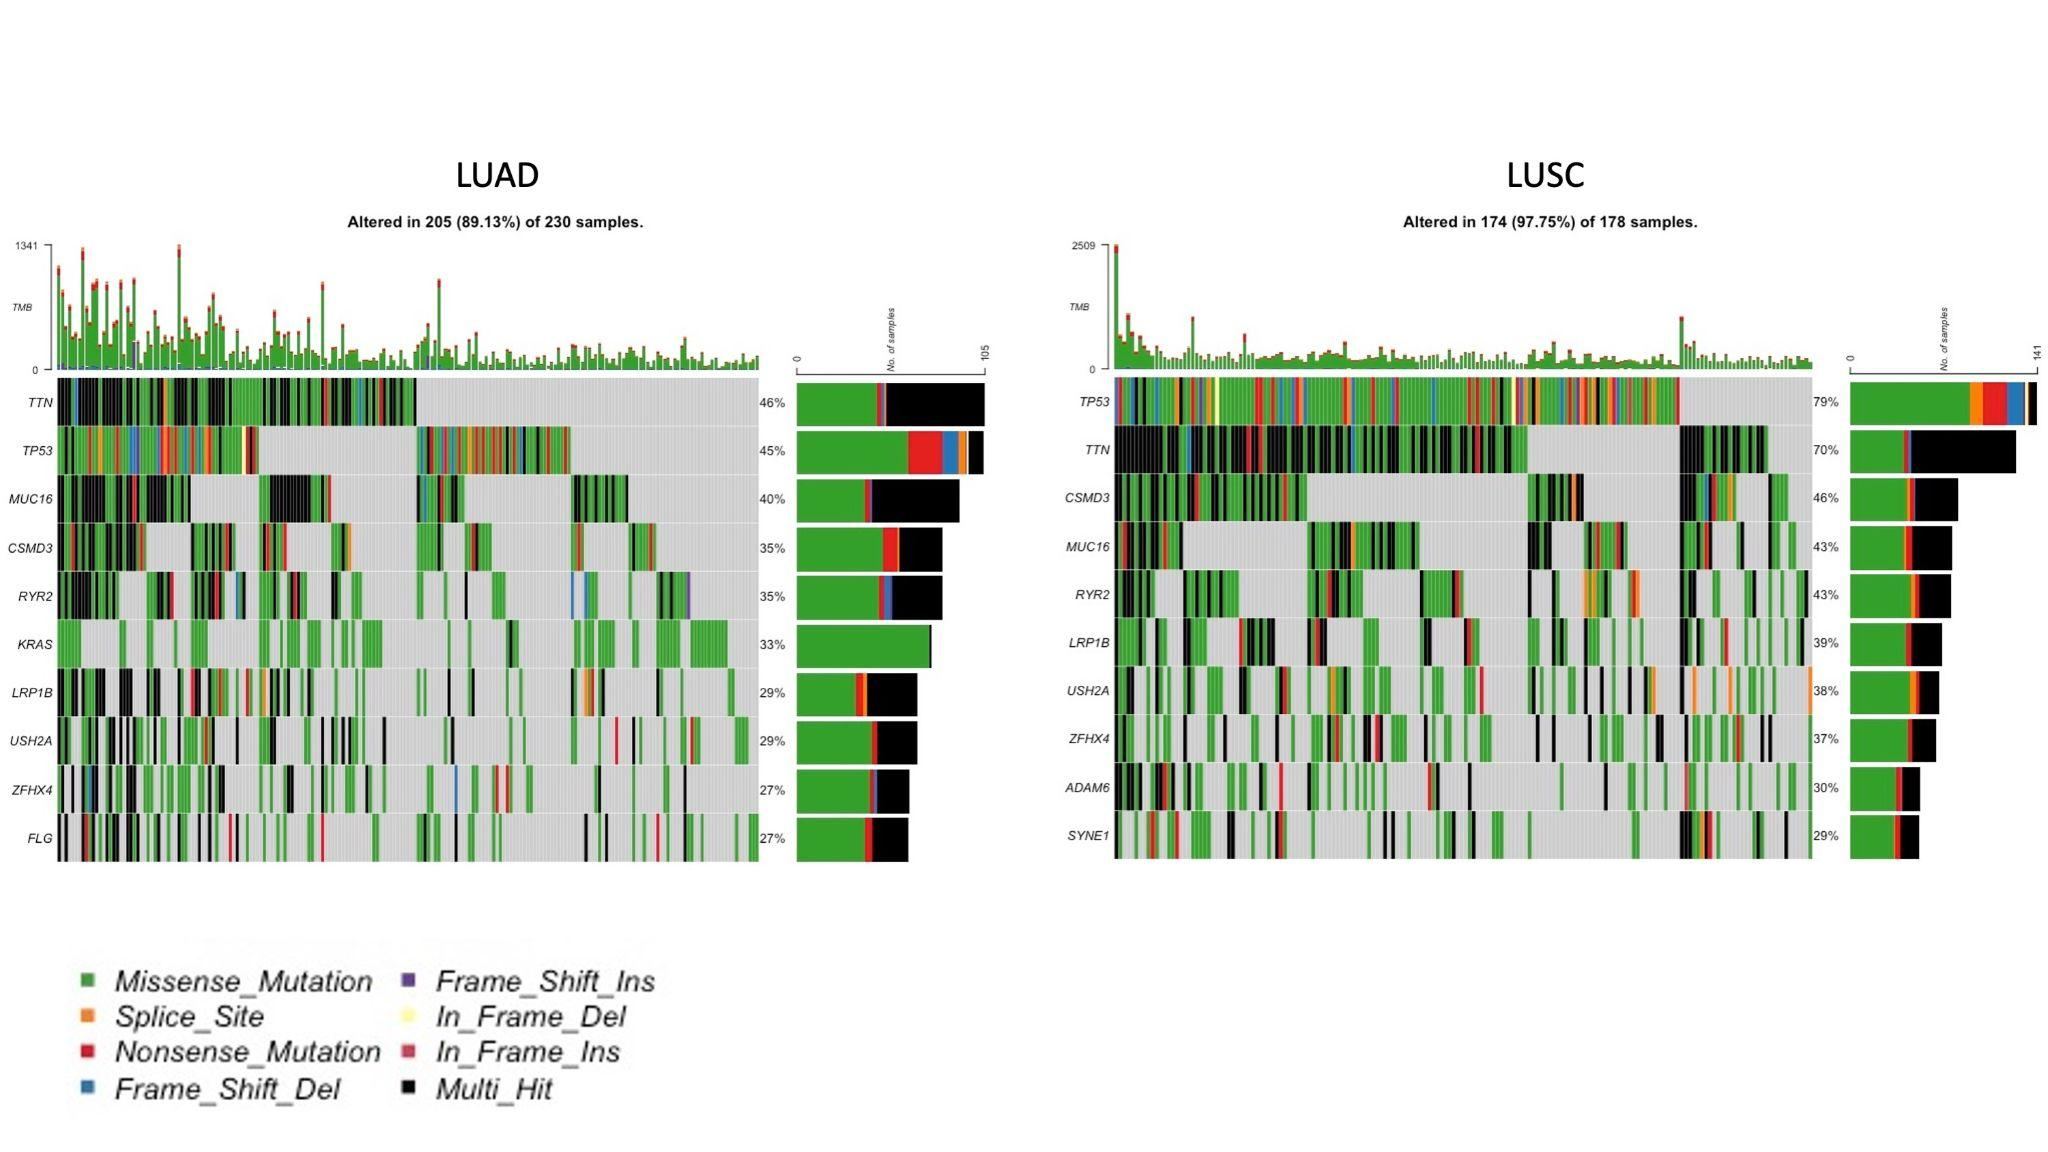 LUAD
Altered in 205 (89.13%) of 230 samples.
1341
TMB
0
No. of samples
0
105
TTN 46%
TP53 45%
MUC16 40%
CSMD3 35%
RYR2 35%
KRAS 33%
LRP1B 29%
USH2A 29%
ZFHX4 27%
FLG 27%
LUSC
Altered in 174 (97.75%) of 178 samples.
2509
TMB
0
No. of samples
0
141
TP53 79%
TTN 70%
CSMD3 46%
MUC16 43%
RYR2 43%
LRP1B 39%
USH2A 38%
ZFHX4 37%
ADAM6 30%
SYNE1 29%
Missense_Mutation
Splice_Site
Nonsense_Mutation
Frame_Shift_Del
Frame_Shift_Ins
In_Frame_Del
In_Frame_Ins
Multi_Hit